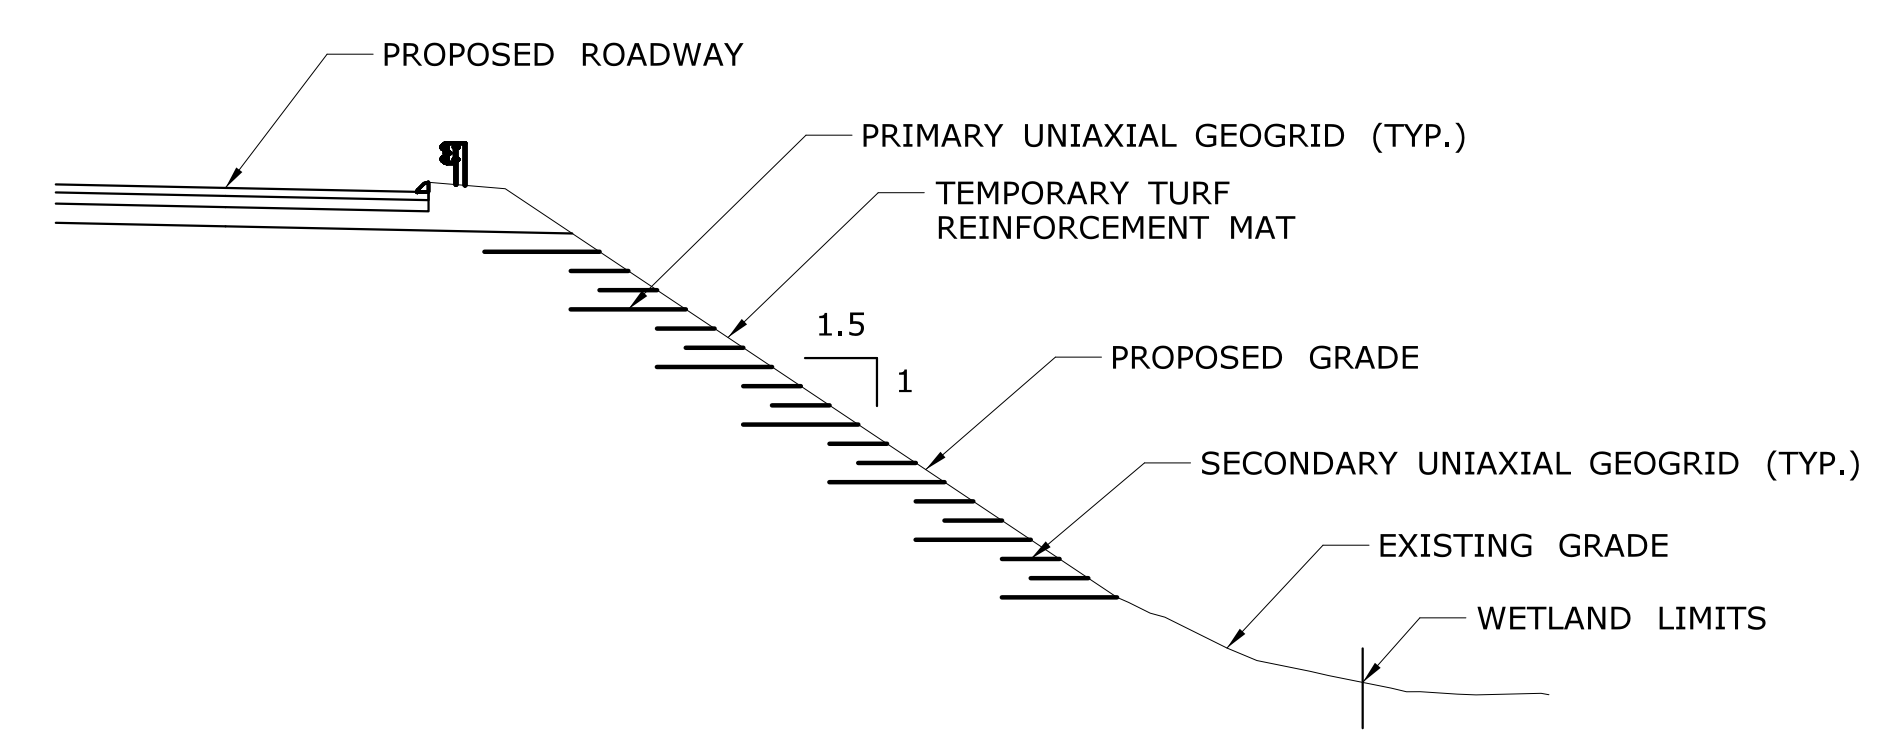 PROPOSED ROADWAY
PRIMARY UNIAXIAL GEOGRID (TYP.)
TEMPORARY TURF
REINFORCEMENT MAT
1.5
1
PROPOSED GRADE
SECONDARY UNIAXIAL GEOGRID (TYP.)
EXISTING GRADE
WETLAND LIMITS